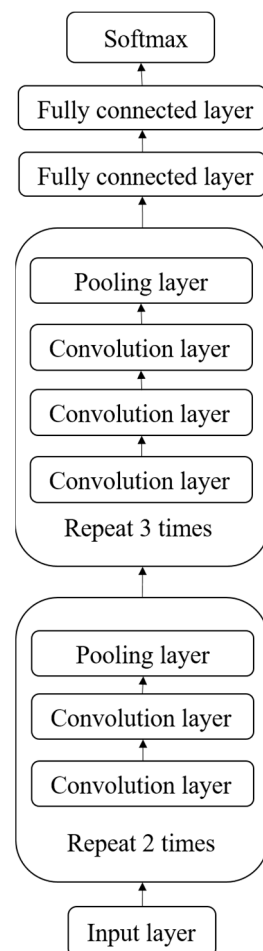 Softmax
Fully connected layer
Fully connected layer
Pooling layer
Convolution layer
Convolution layer
Convolution layer
Repeat 3 times
Pooling layer
Convolution layer
Convolution layer
Repeat 2 times
Input layer